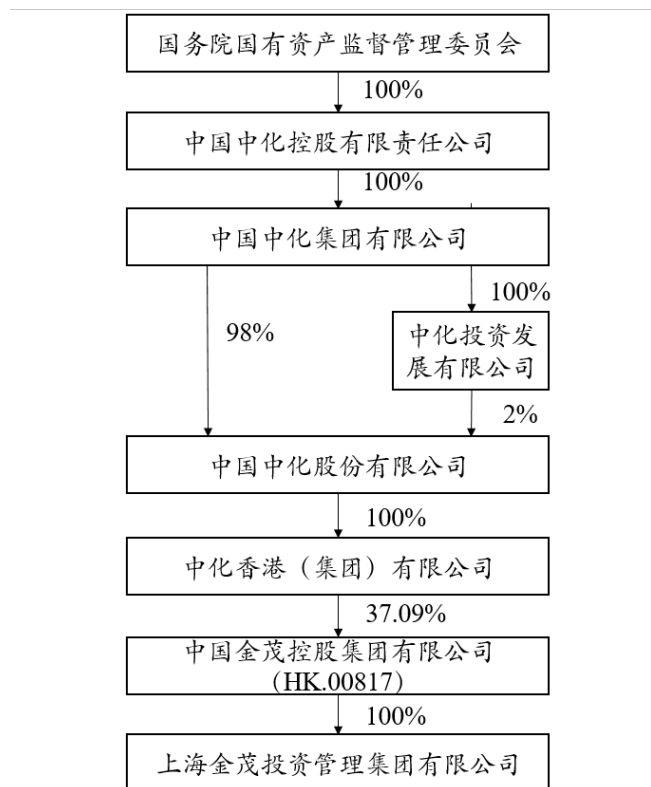 国务院国有资产监督管理委员会
100%
中国中化控股有限责任公司
100%
中国中化集团有限公司
100%
98%
中化投资发
展有限公司
2%
中国中化股份有限公司
100%
中化香港（集团）有限公司
37.09%
中国金茂控股集团有限公司
（HK.00817）
100%
上海金茂投资管理集团有限公司